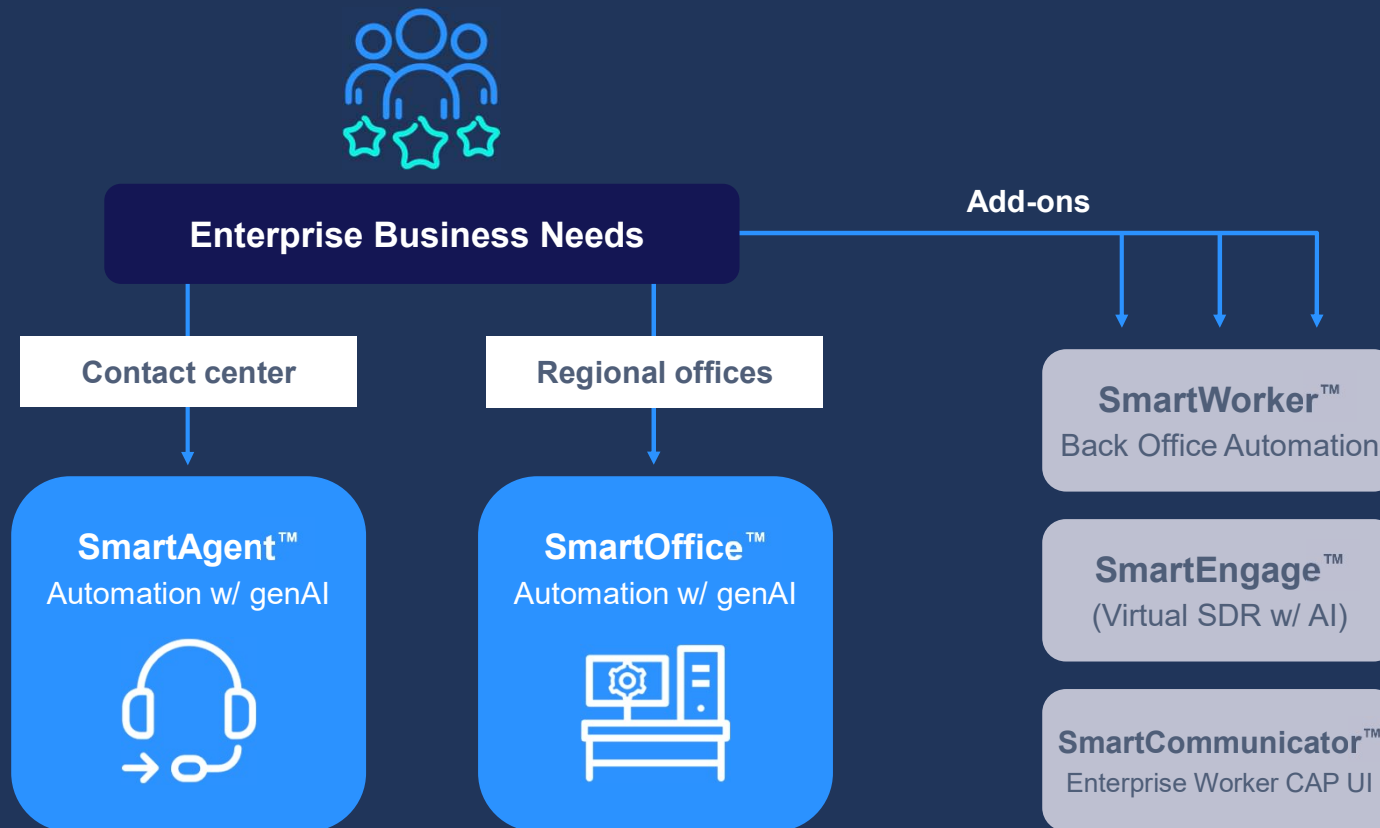 Enterprise Business Needs
Add-ons
Contact center
Regional offices
SmartAgent™
Automation w/ genAI
SmartOffice™
Automation w/ genAI
SmartWorker™
Back Office Automation
SmartEngage™
(Virtual SDR w/ AI)
SmartCommunicator™
Enterprise Worker CAP UI